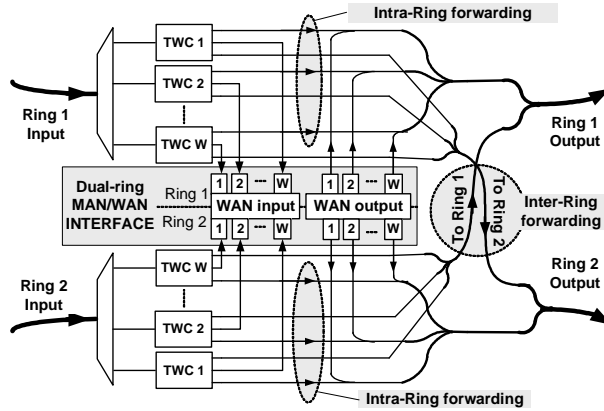 Intra-Ring forwarding
TWC 1
TWC 2
TWC W
Ring 1
Input
Ring 1
Output
Dual-ring
MAN/WAN
INTERFACE
Ring 1
Ring 2
1 2 --- W
WAN input
1 2 --- W
1 2 --- W
WAN output
1 2 --- W
To Ring 1
To Ring 2
Inter-Ring
forwarding
Ring 2
Input
TWC W
TWC 2
TWC 1
Ring 2
Output
Intra-Ring forwarding